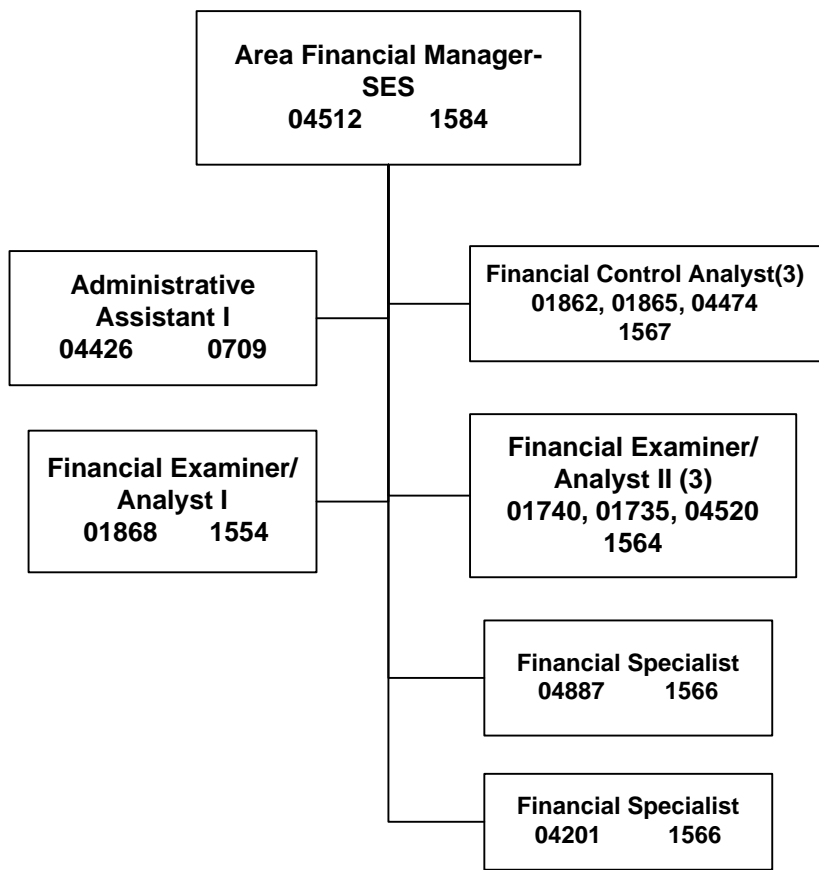 Area Financial Manager-
SES
04512 1584
Administrative
Assistant I
04426 0709
Financial Control Analyst(3)
01862, 01865, 04474
1567
Financial Examiner/
Analyst I
01868 1554
Financial Examiner/
Analyst II (3)
01740, 01735, 04520
1564
Financial Specialist
04887 1566
Financial Specialist
04201 1566